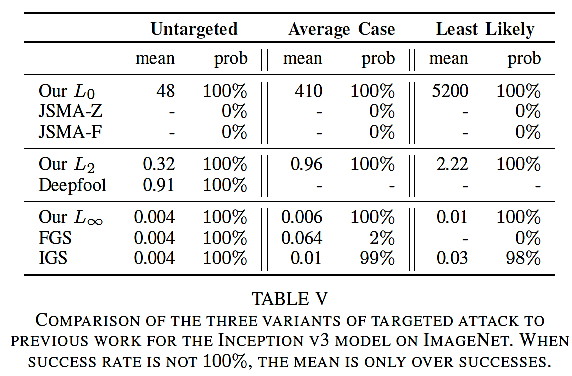 Untargeted Average Case Least Likely
mean prob mean prob mean prob
Our L0 48 100% 410 100% 5200 100%
JSMA-Z - 0% - 0% - 0%
JSMA-F - 0% - 0% - 0%
Our L2 0.32 100% 0.96 100% 2.22 100%
Deepfool 0.91 100% - - - -
Our L∞ 0.004 100% 0.006 100% 0.01 100%
FGS 0.004 100% 0.064 2% - 0%
IGS 0.004 100% 0.01 99% 0.03 98%
TABLE V
COMPARISON OF THE THREE VARIANTS OF TARGETED ATTACK TO
PREVIOUS WORK FOR THE INCEPTION V3 MODEL ON IMAGENET. WHEN
SUCCESS RATE IS NOT 100%, THE MEAN IS ONLY OVER SUCCESSES.